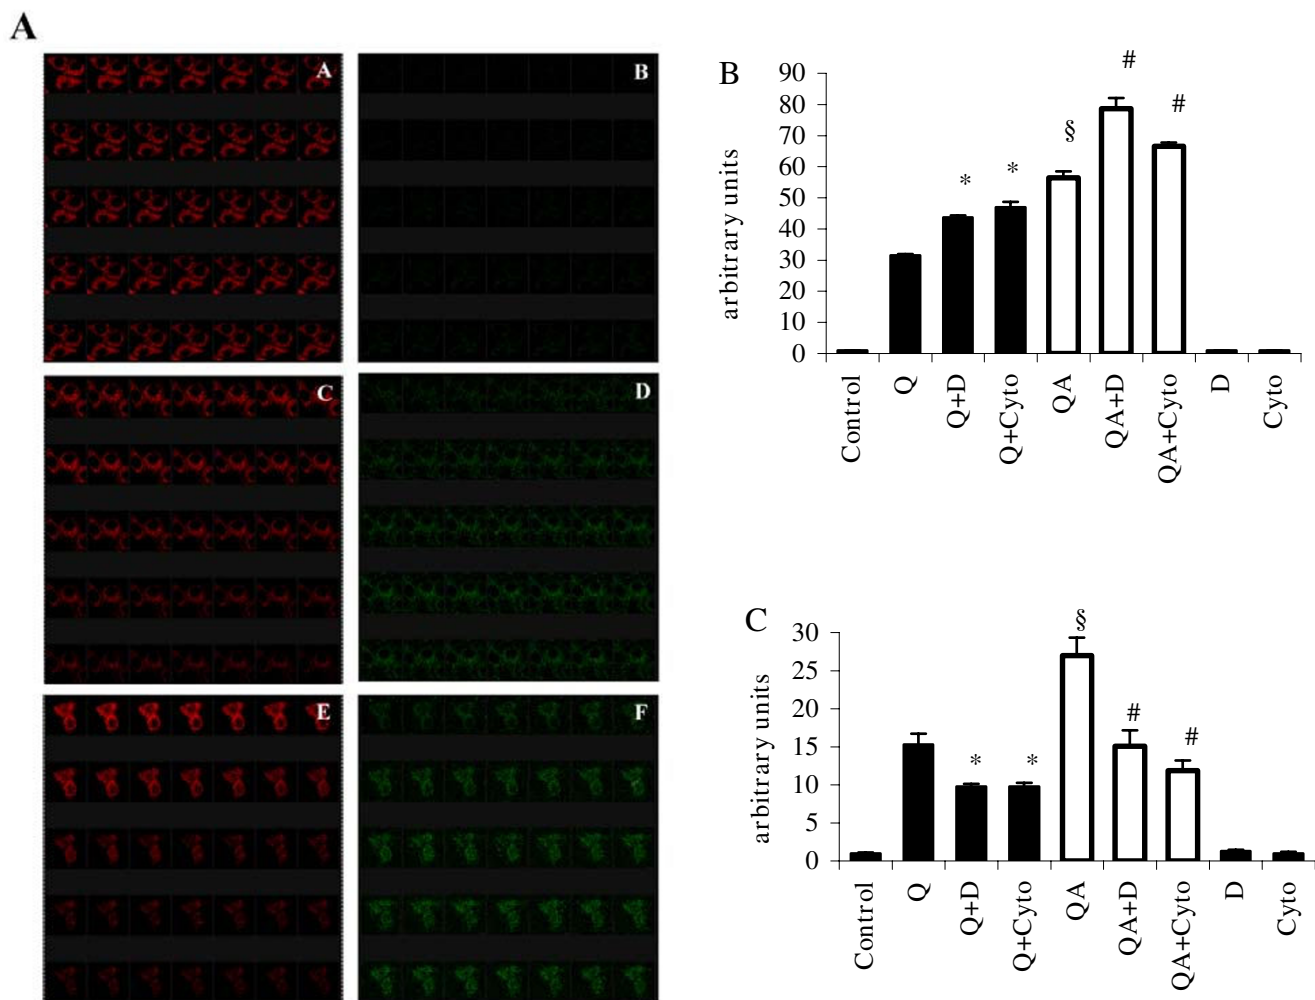 A
A
B
C
D
E
F
B
arbitrary units
90
80
70
60
50
40
30
20
10
0
* * § # #
Control Q Q+D Q+Cyto QA QA+D QA+Cyto D Cyto
C
arbitrary units
30
25
20
15
10
5
0
* * § # #
Control Q Q+D Q+Cyto QA QA+D QA+Cyto D Cyto